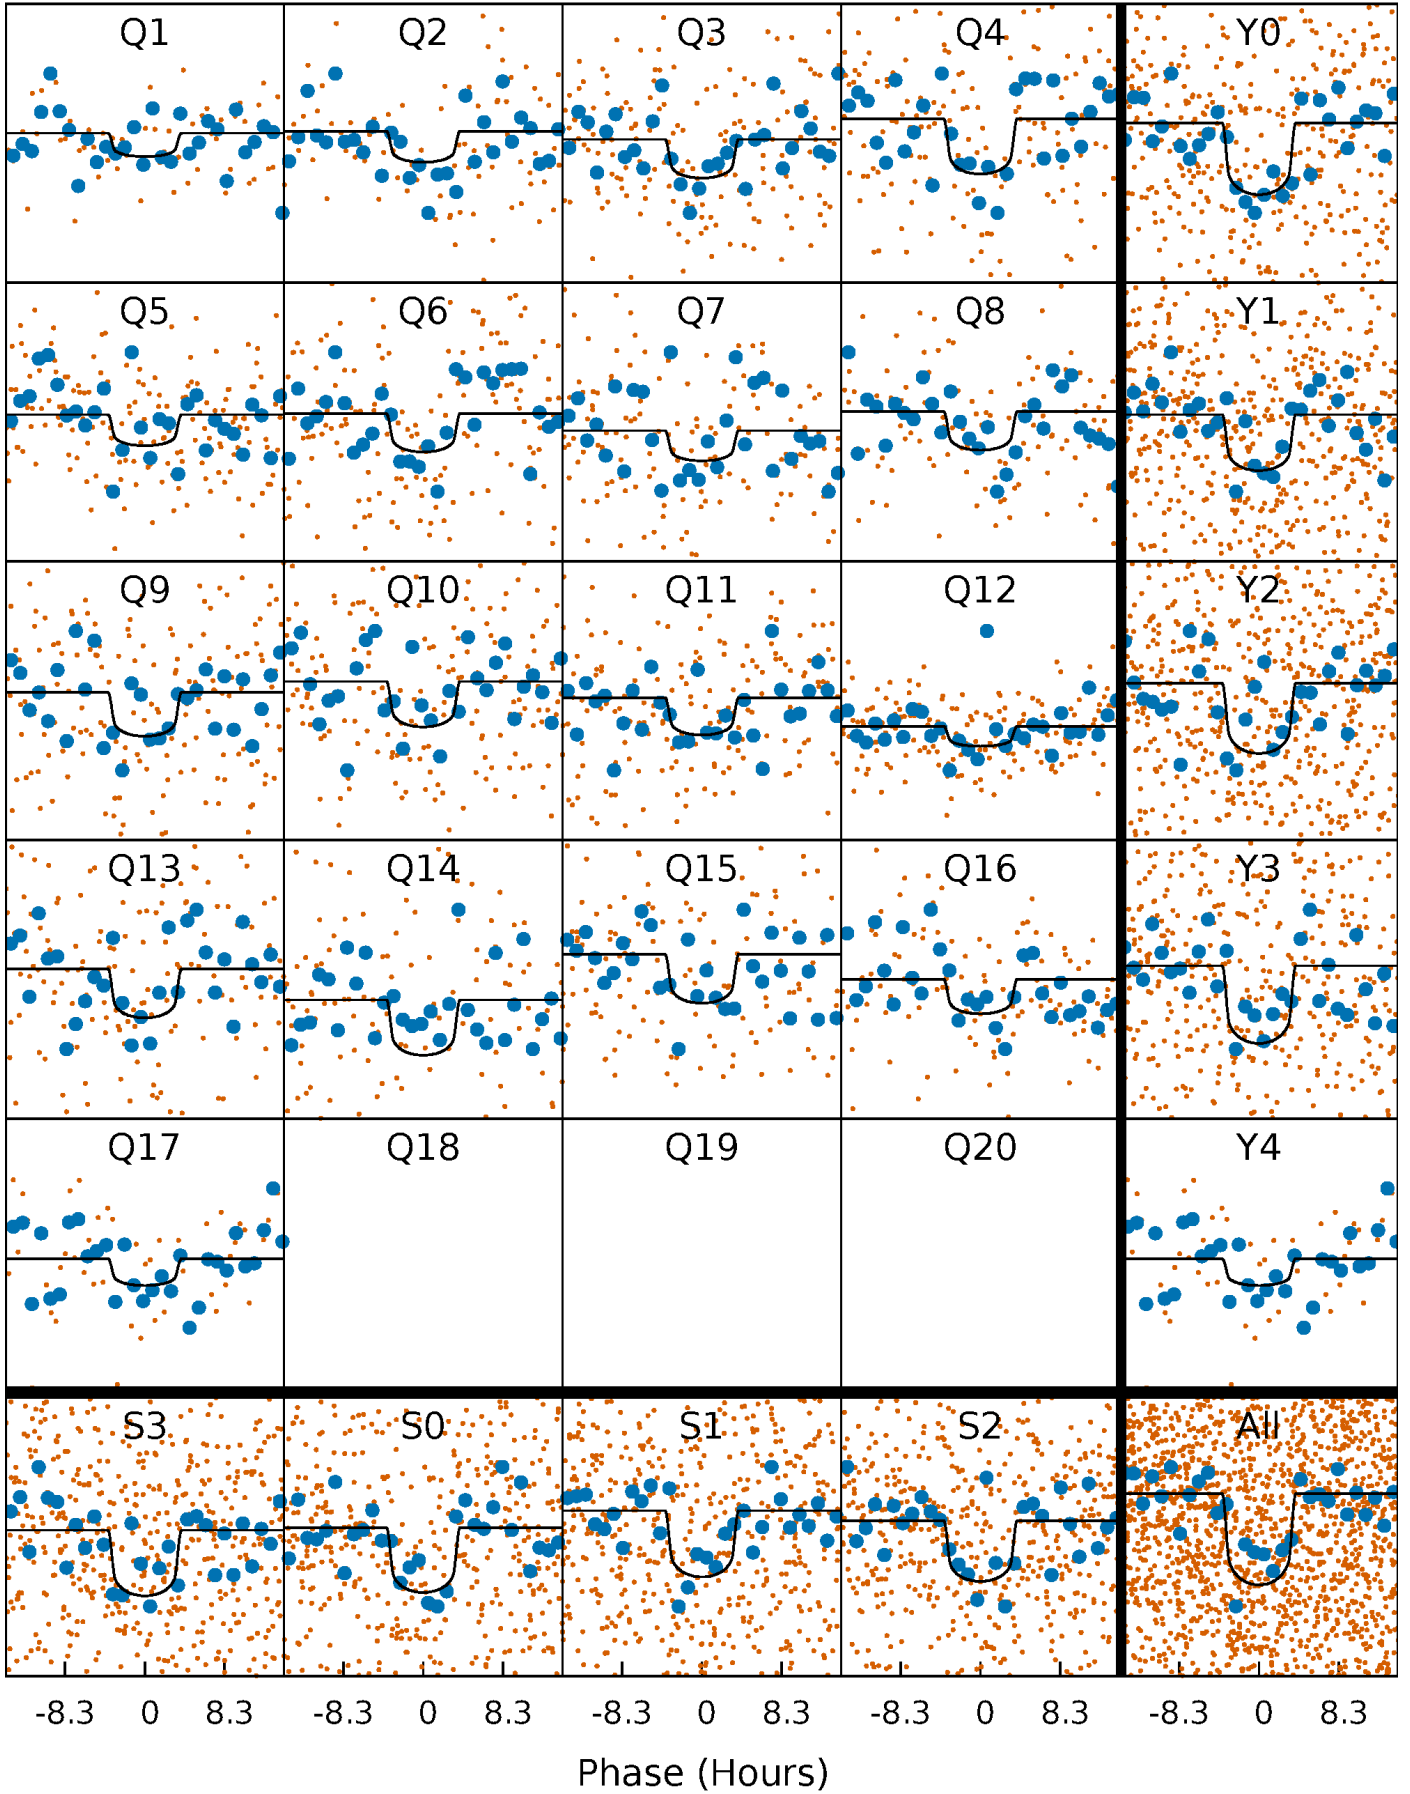 Q1 Q2 Q3 Q4 Y0
Q5 Q6 Q7 Q8 Y1
Q9 Q10 Q11 Q12 Y2
Q13 Q14 Q15 Q16 Y3
Q17 Q18 Q19 Q20 Y4
S3 S0 S1 S2 All
-8.3 0 8.3 -8.3 0 8.3 -8.3 0 8.3 -8.3 0 8.3 -8.3 0 8.3
Phase (Hours)